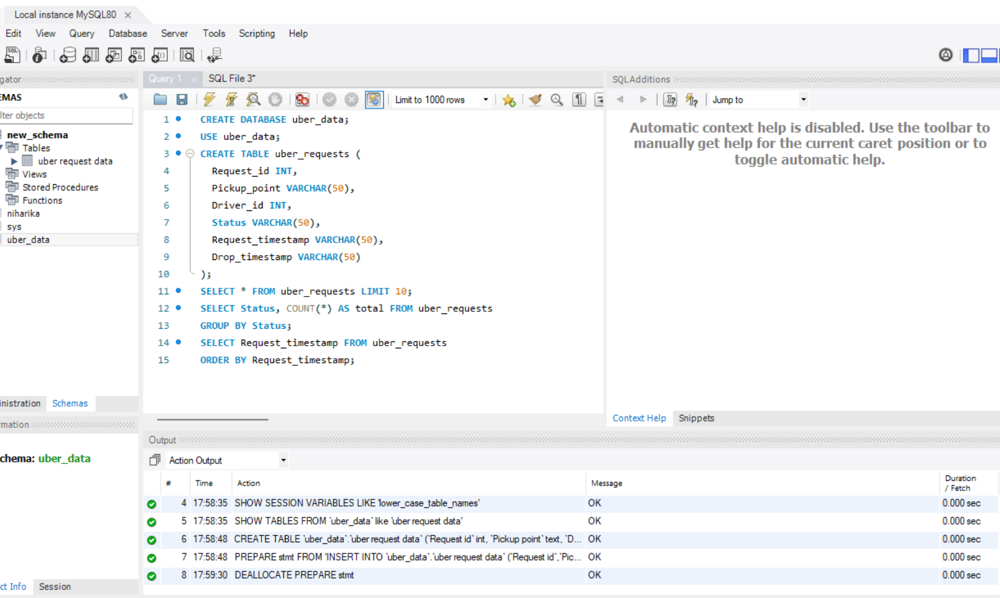 Local instance MySQL80
Edit View Query Database Server Tools Scripting Help
gator
Query 1 SQL File 3*
SQLAdditions
EMAS
Limit to 1000 rows
Jump to
lter objects
new_schema
Tables
uber request data
Views
Stored Procedures
Functions
niharika
sys
uber_data
1 CREATE DATABASE uber_data;
2 USE uber_data;
3 CREATE TABLE uber_requests (
4 Request_id INT,
5 Pickup_point VARCHAR(50),
6 Driver_id INT,
7 Status VARCHAR(50),
8 Request_timestamp VARCHAR(50),
9 Drop_timestamp VARCHAR(50)
10 );
11 SELECT * FROM uber_requests LIMIT 10;
12 SELECT Status, COUNT(*) AS total FROM uber_requests
13 GROUP BY Status;
14 SELECT Request_timestamp FROM uber_requests
15 ORDER BY Request_timestamp;
Automatic context help is disabled. Use the toolbar to
manually get help for the current caret position or to
toggle automatic help.
inistration Schemas
Context Help Snippets
rmation
chema: uber_data
ct Info Session
Output
Action Output
# Time Action Message Duration / Fetch
4 17:58:35 SHOW SESSION VARIABLES LIKE 'lower_case_table_names' OK 0.000 sec
5 17:58:35 SHOW TABLES FROM `uber_data` like 'uber request data' OK 0.000 sec
6 17:58:48 CREATE TABLE `uber_data`.`uber request data` (`Request id` int, `Pickup point` text, `D... OK 0.000 sec
7 17:58:48 PREPARE stmt FROM 'INSERT INTO `uber_data`.`uber request data` (`Request id`,`Pic... OK 0.000 sec
8 17:59:30 DEALLOCATE PREPARE stmt OK 0.000 sec